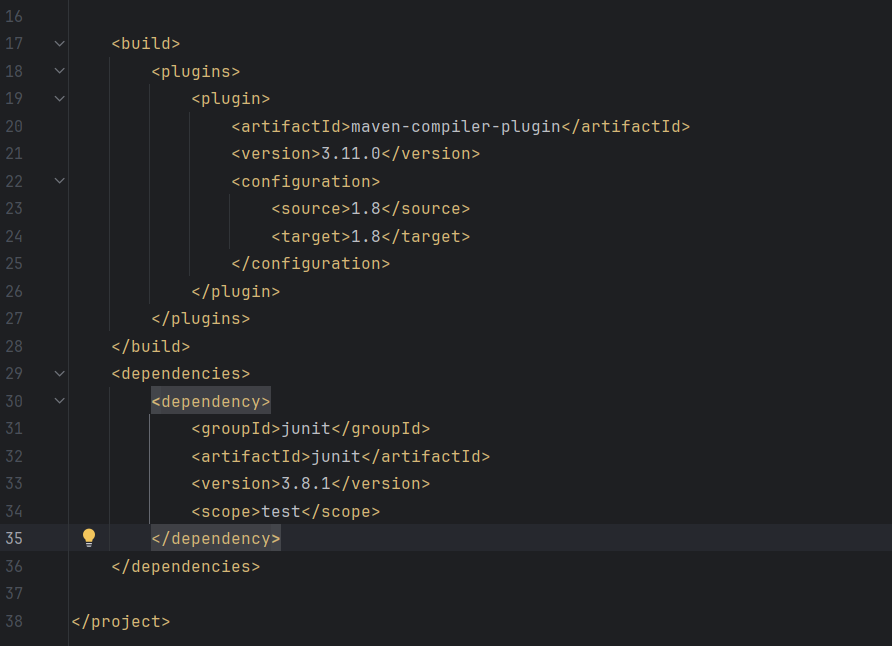 16
17 <build>
18 <plugins>
19 <plugin>
20 <artifactId>maven-compiler-plugin</artifactId>
21 <version>3.11.0</version>
22 <configuration>
23 <source>1.8</source>
24 <target>1.8</target>
25 </configuration>
26 </plugin>
27 </plugins>
28 </build>
29 <dependencies>
30 <dependency>
31 <groupId>junit</groupId>
32 <artifactId>junit</artifactId>
33 <version>3.8.1</version>
34 <scope>test</scope>
35 </dependency>
36 </dependencies>
37
38 </project>